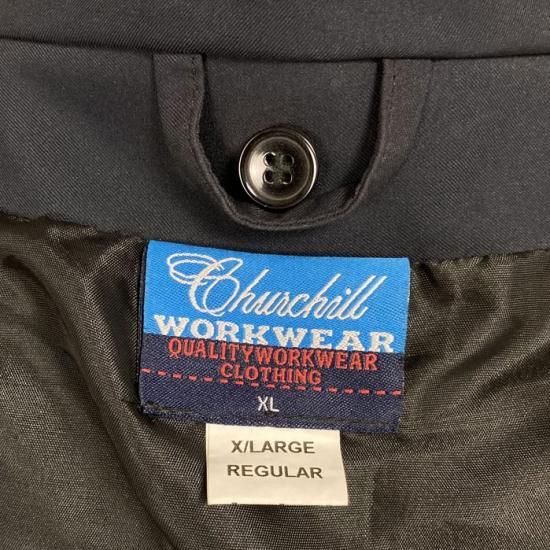 Churchill
WORKWEAR
QUALITYWORKWEAR
CLOTHING
XL
X/LARGE
REGULAR